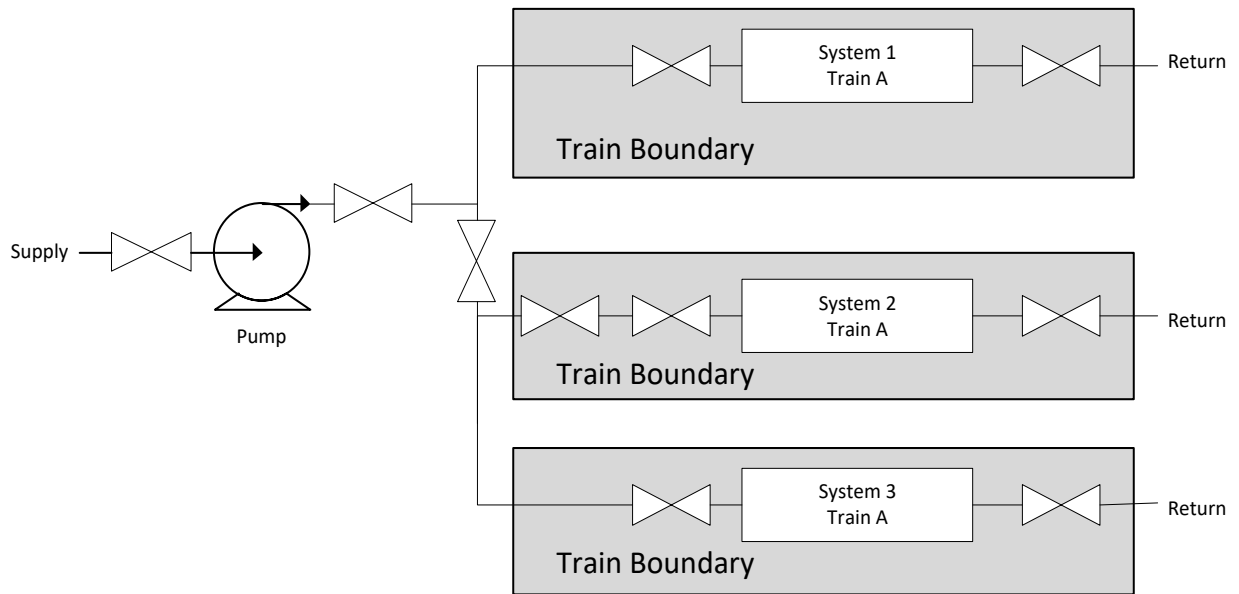 System 1
Train A
Return
Train Boundary
Supply
Pump
System 2
Train A
Return
Train Boundary
System 3
Train A
Return
Train Boundary